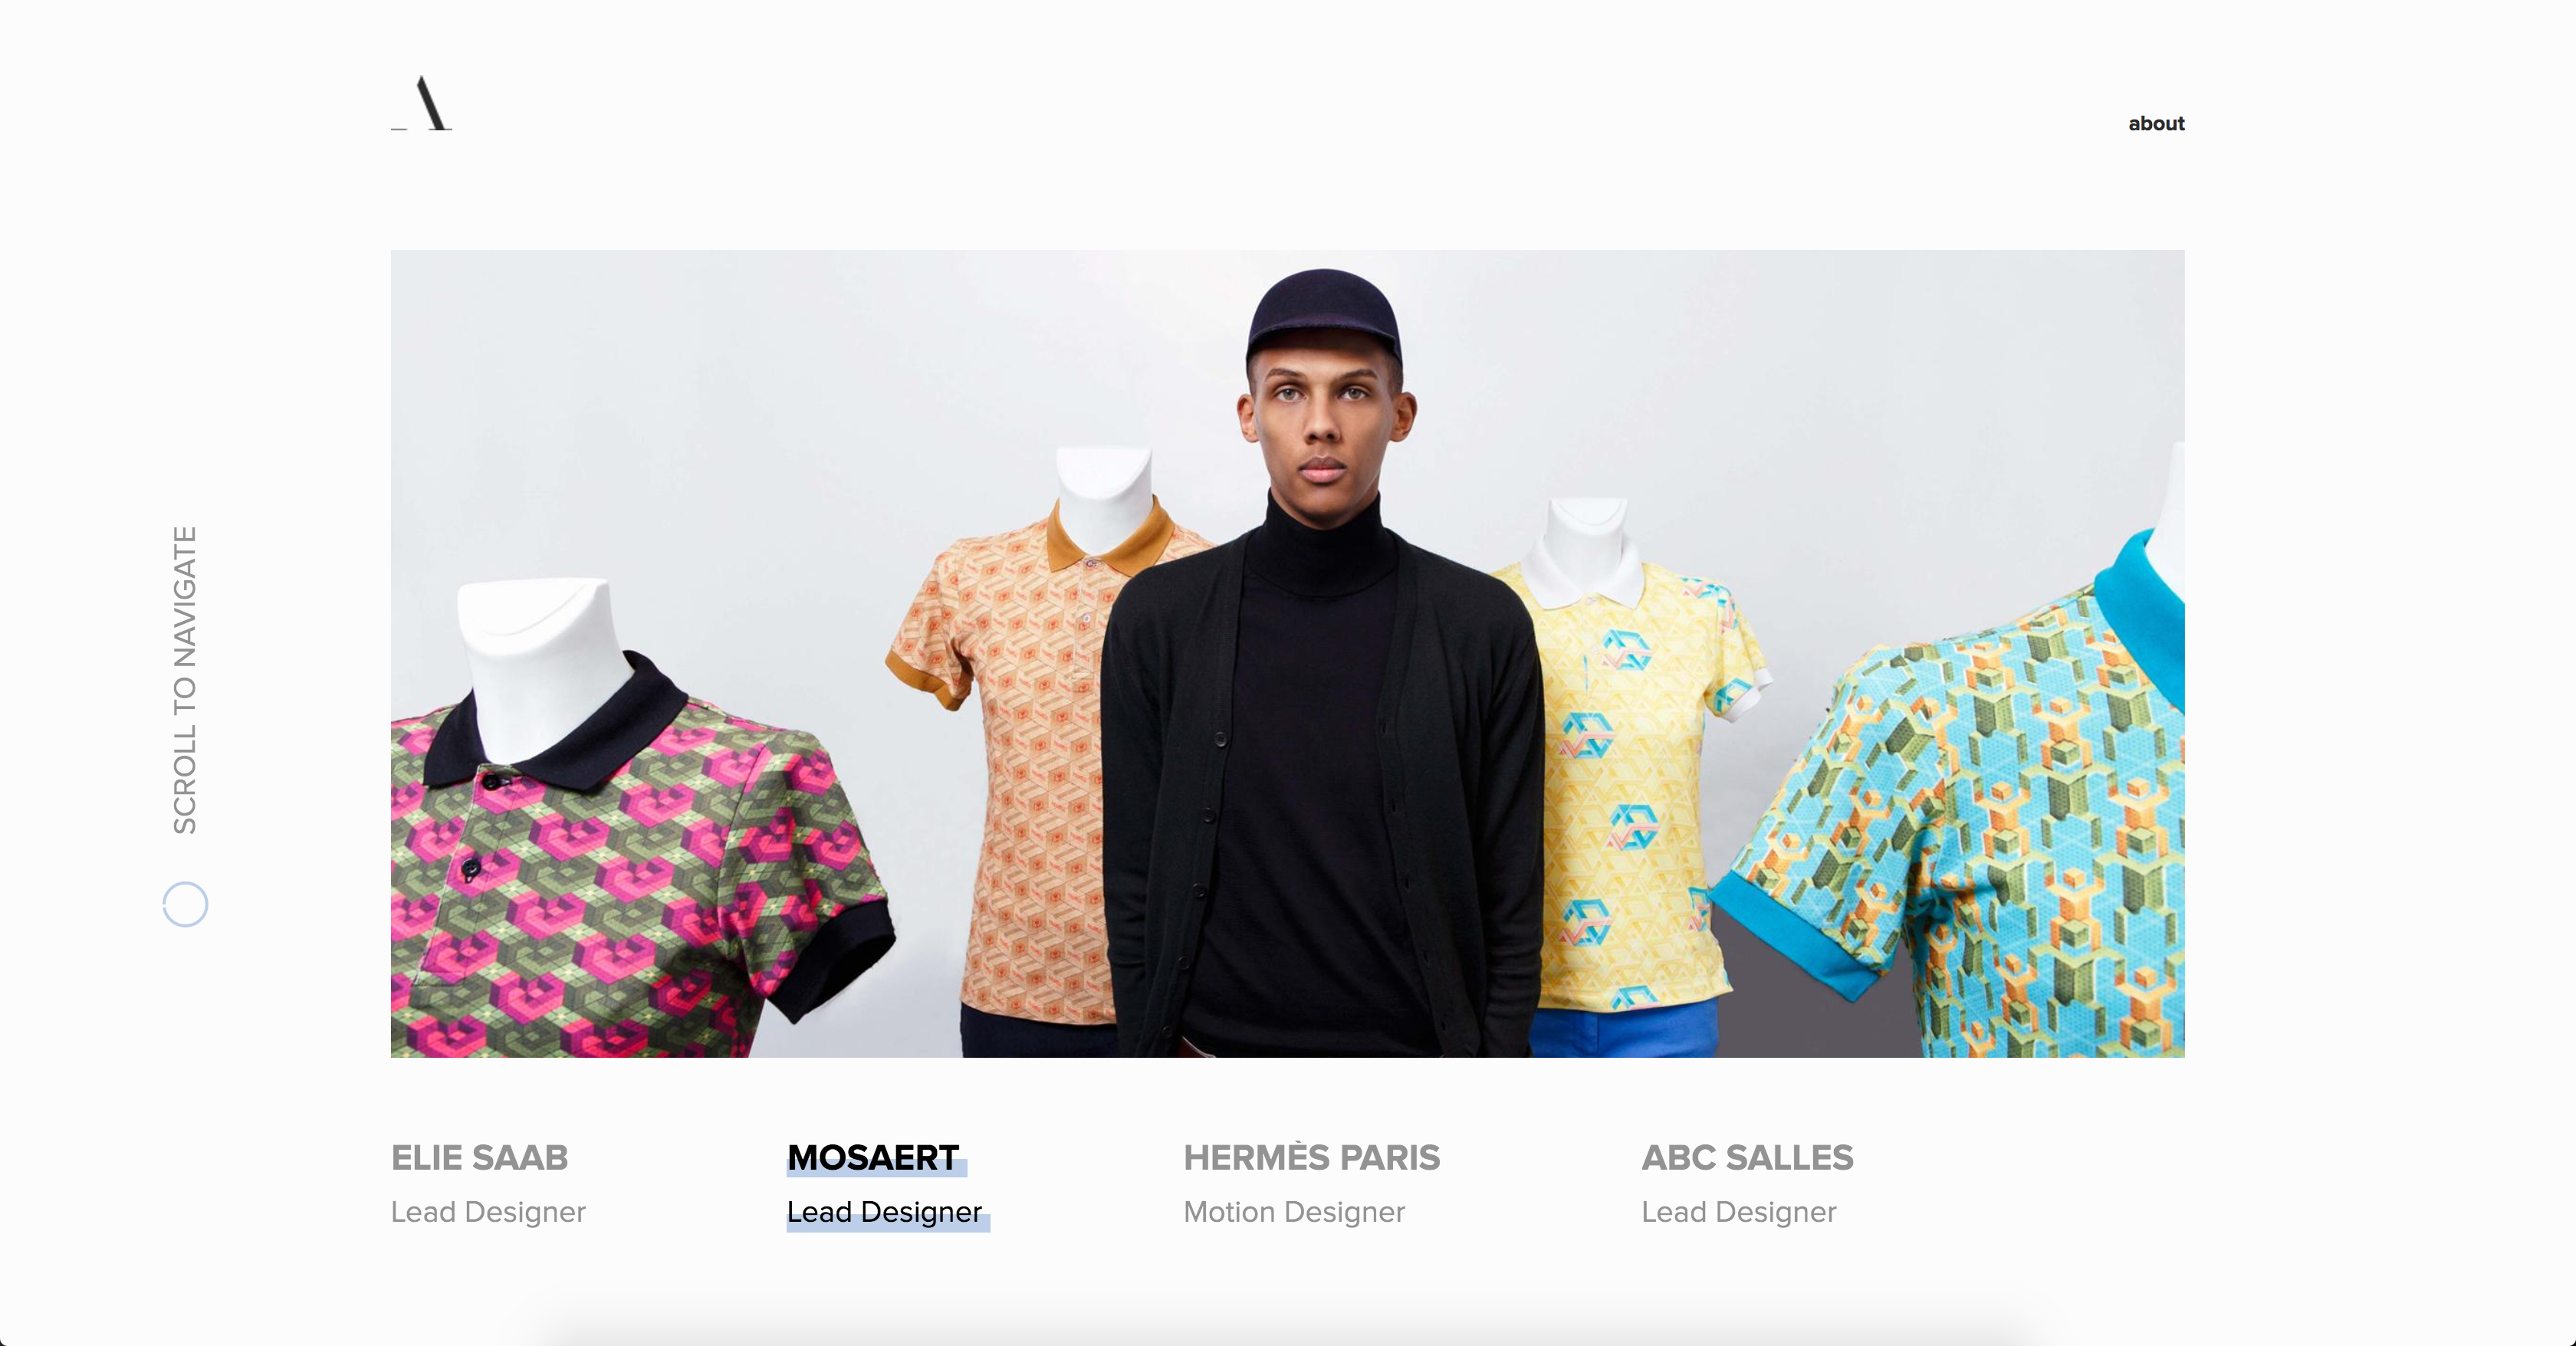 about
SCROLL TO NAVIGATE
ELIE SAAB
Lead Designer
MOSAERT
Lead Designer
HERMÈS PARIS
Motion Designer
ABC SALLES
Lead Designer